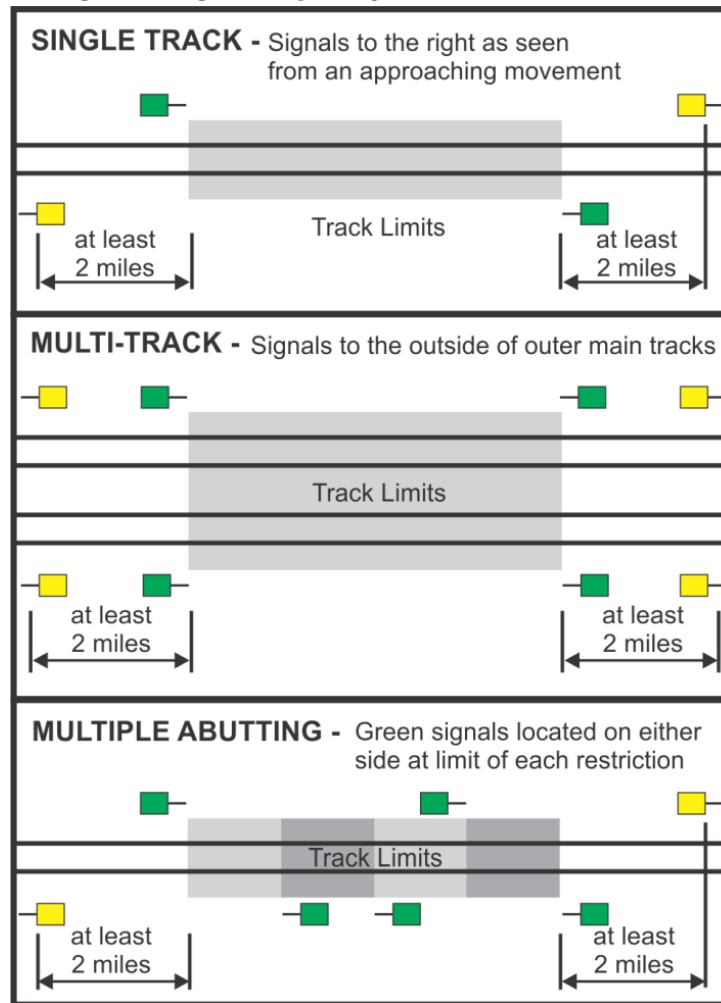 SINGLE TRACK - Signals to the right as seen
from an approaching movement
Track Limits
at least
2 miles
at least
2 miles
MULTI-TRACK - Signals to the outside of outer main tracks
Track Limits
at least
2 miles
at least
2 miles
MULTIPLE ABUTTING - Green signals located on either
side at limit of each restriction
Track Limits
at least
2 miles
at least
2 miles